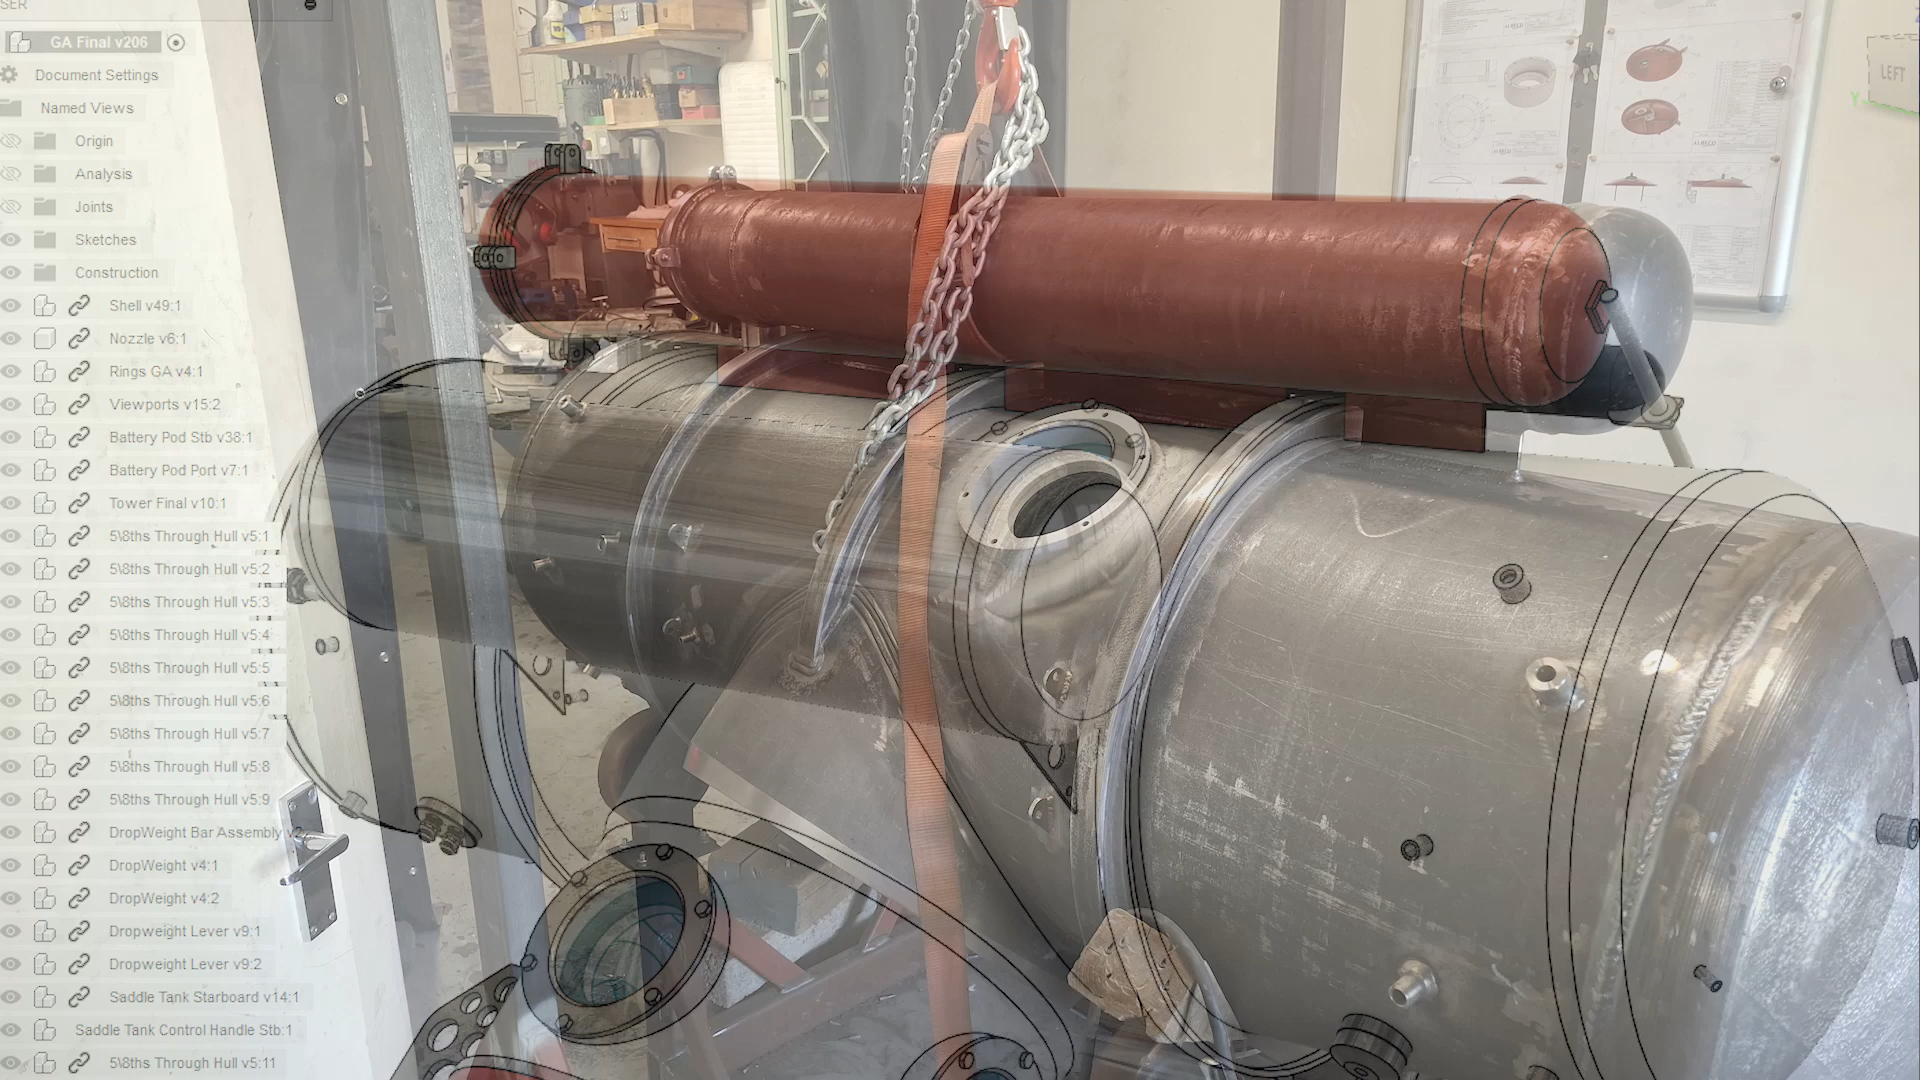 SER
GA Final v206
Document Settings
Named Views
Origin
Analysis
Joints
Sketches
Construction
Shell v49:1
Nozzle v6:1
Rings GA v4:1
Viewports v15:2
Battery Pod Stb v38:1
Battery Pod Port v7:1
Tower Final v10:1
5\8ths Through Hull v5:1
5\8ths Through Hull v5:2
5\8ths Through Hull v5:3
5\8ths Through Hull v5:4
5\8ths Through Hull v5:5
5\8ths Through Hull v5:6
5\8ths Through Hull v5:7
5\8ths Through Hull v5:8
5\8ths Through Hull v5:9
DropWeight Bar Assembly v
DropWeight v4:1
DropWeight v4:2
Dropweight Lever v9:1
Dropweight Lever v9:2
Saddle Tank Starboard v14:1
Saddle Tank Control Handle Stb:1
5\8ths Through Hull v5:11
LEFT
Y